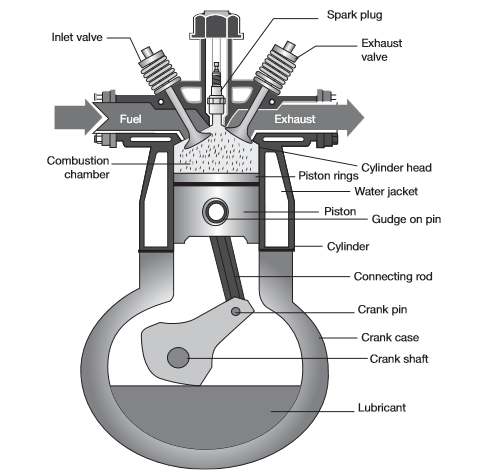 Spark plug
Inlet valve
Exhaust
valve
Fuel
Exhaust
Combustion
chamber
Cylinder head
Piston rings
Water jacket
Piston
Gudge on pin
Cylinder
Connecting rod
Crank pin
Crank case
Crank shaft
Lubricant